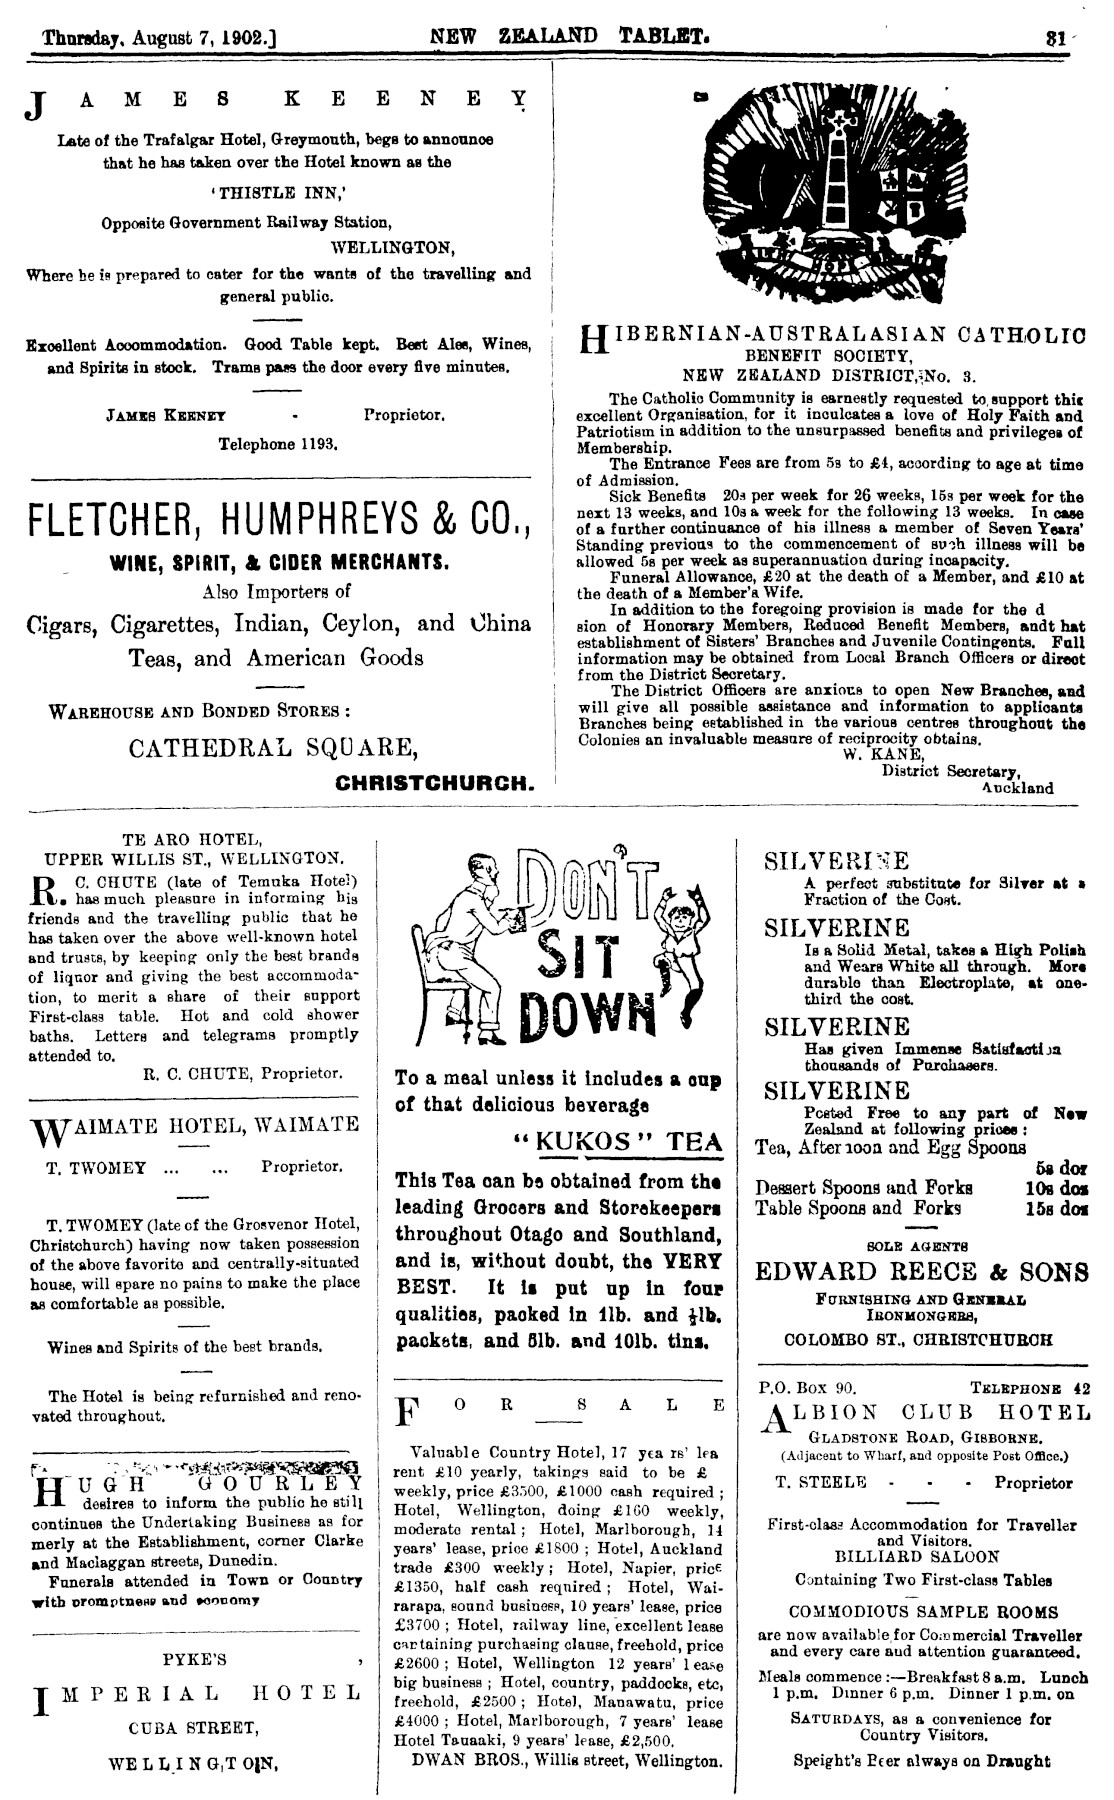 Thursday, August 7, 1902.]
NEW ZEALAND TABLET.
31
JAMES KEENEY
Late of the Trafalgar Hotel, Greymouth, begs to announce
that he has taken over the Hotel known as the
'THISTLE INN,'
Opposite Government Railway Station,
WELLINGTON,
Where he is prepared to cater for the wants of the travelling and
general public.
Excellent Accommodation. Good Table kept. Best Ales, Wines,
and Spirits in stock. Trams pass the door every five minutes.
JAMES KEENEY - Proprietor.
Telephone 1193.
FLETCHER, HUMPHREYS & CO.,
WINE, SPIRIT, & CIDER MERCHANTS.
Also Importers of
Cigars, Cigarettes, Indian, Ceylon, and China
Teas, and American Goods
WAREHOUSE AND BONDED STORES:
CATHEDRAL SQUARE,
CHRISTCHURCH.
HOPE
HIBERNIAN-AUSTRALASIAN CATHOLIC
BENEFIT SOCIETY,
NEW ZEALAND DISTRICT, No. 3.
The Catholic Community is earnestly requested to support this
excellent Organisation, for it inculcates a love of Holy Faith and
Patriotism in addition to the unsurpassed benefits and privileges of
Membership.
The Entrance Fees are from 5s to £4, according to age at time
of Admission.
Sick Benefits 20s per week for 26 weeks, 15s per week for the
next 13 weeks, and 10s a week for the following 13 weeks. In case
of a further continuance of his illness a member of Seven Years'
Standing previous to the commencement of such illness will be
allowed 5s per week as superannuation during incapacity.
Funeral Allowance, £20 at the death of a Member, and £10 at
the death of a Member's Wife.
In addition to the foregoing provision is made for the d
sion of Honorary Members, Reduced Benefit Members, andt hat
establishment of Sisters' Branches and Juvenile Contingents. Full
information may be obtained from Local Branch Officers or direct
from the District Secretary.
The District Officers are anxious to open New Branches, and
will give all possible assistance and information to applicants
Branches being established in the various centres throughout the
Colonies an invaluable measure of reciprocity obtains.
W. KANE,
District Secretary,
Auckland
TE ARO HOTEL,
UPPER WILLIS ST., WELLINGTON.
R. C. CHUTE (late of Temuka Hotel)
has much pleasure in informing his
friends and the travelling public that he
has taken over the above well-known hotel
and trusts, by keeping only the best brands
of liquor and giving the best accommoda-
tion, to merit a share of their support
First-class table. Hot and cold shower
baths. Letters and telegrams promptly
attended to.
R. C. CHUTE, Proprietor.
WAIMATE HOTEL, WAIMATE
T. TWOMEY ... ... Proprietor.
T. TWOMEY (late of the Grosvenor Hotel,
Christchurch) having now taken possession
of the above favorite and centrally-situated
house, will spare no pains to make the place
as comfortable as possible.
Wines and Spirits of the best brands.
The Hotel is being refurnished and reno-
vated throughout.
HUGH GOURLEY
desires to inform the public he still
continues the Undertaking Business as for
merly at the Establishment, corner Clarke
and Maclaggan streets, Dunedin.
Funerals attended in Town or Country
with promptness and economy
PYKE'S,
IMPERIAL HOTEL
CUBA STREET,
WELLINGTON,
DON'T
SIT
DOWN
To a meal unless it includes a cup
of that delicious beverage
"KUKOS" TEA
This Tea can be obtained from the
leading Grocers and Storekeepers
throughout Otago and Southland,
and is, without doubt, the VERY
BEST. It is put up in four
qualities, packed in 1lb. and ½lb.
packets, and 5lb. and 10lb. tins.
FOR SALE
Valuable Country Hotel, 17 yea rs' lea
rent £10 yearly, takings said to be £
weekly, price £3500, £1000 cash required;
Hotel, Wellington, doing £160 weekly,
moderate rental; Hotel, Marlborough, 14
years' lease, price £1800; Hotel, Auckland
trade £300 weekly; Hotel, Napier, price
£1350, half cash required; Hotel, Wai-
rarapa, sound business, 10 years' lease, price
£3700; Hotel, railway line, excellent lease
cartaining purchasing clause, freehold, price
£2600; Hotel, Wellington 12 years' lease
big business; Hotel, country, paddocks, etc,
freehold, £2500; Hotel, Manawatu, price
£4000; Hotel, Marlborough, 7 years' lease
Hotel Tauaaki, 9 years' lease, £2,500.
DWAN BROS., Willis street, Wellington.
SILVERINE
A perfect substitute for Silver at a
Fraction of the Cost.
SILVERINE
Is a Solid Metal, takes a High Polish
and Wears White all through. More
durable than Electroplate, at one-
third the cost.
SILVERINE
Has given Immense Satisfaction
thousands of Purchasers.
SILVERINE
Posted Free to any part of New
Zealand at following prices:
Tea, Afternoon and Egg Spoons
5s doz
Dessert Spoons and Forks 10s dos
Table Spoons and Forks 15s dos
SOLE AGENTS
EDWARD REECE & SONS
FURNISHING AND GENERAL
IRONMONGERS,
COLOMBO ST., CHRISTCHURCH
P.O. Box 90. TELEPHONE 42
ALBION CLUB HOTEL
GLADSTONE ROAD, GISBORNE.
(Adjacent to Wharf, and opposite Post Office.)
T. STEELE - - - Proprietor
First-class Accommodation for Traveller
and Visitors.
BILLIARD SALOON
Containing Two First-class Tables
COMMODIOUS SAMPLE ROOMS
are now available for Commercial Traveller
and every care and attention guaranteed.
Meals commence:—Breakfast 8 a.m. Lunch
1 p.m. Dinner 6 p.m. Dinner 1 p.m. on
SATURDAYS, as a convenience for
Country Visitors.
Speight's Beer always on Draught